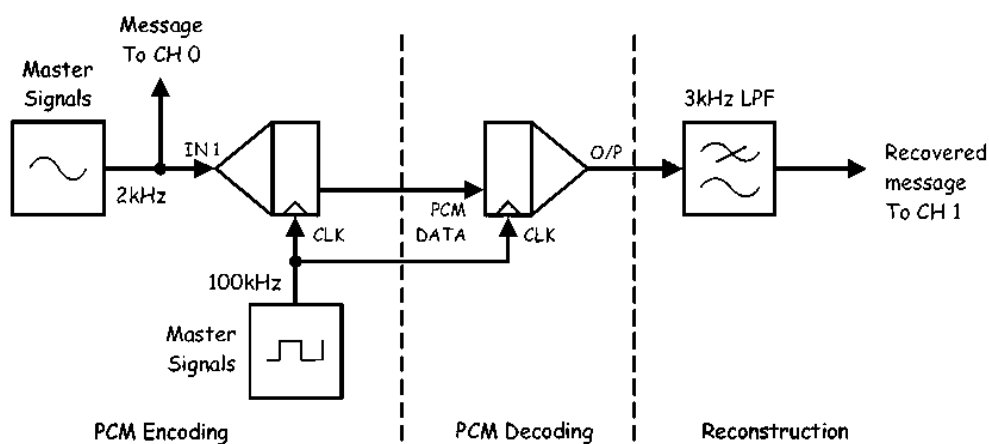 Message
To CH 0
Master
Signals
2kHz
IN 1
CLK
100kHz
Master
Signals
PCM
DATA
CLK
O/P
3kHz LPF
Recovered
message
To CH 1
PCM Encoding
PCM Decoding
Reconstruction